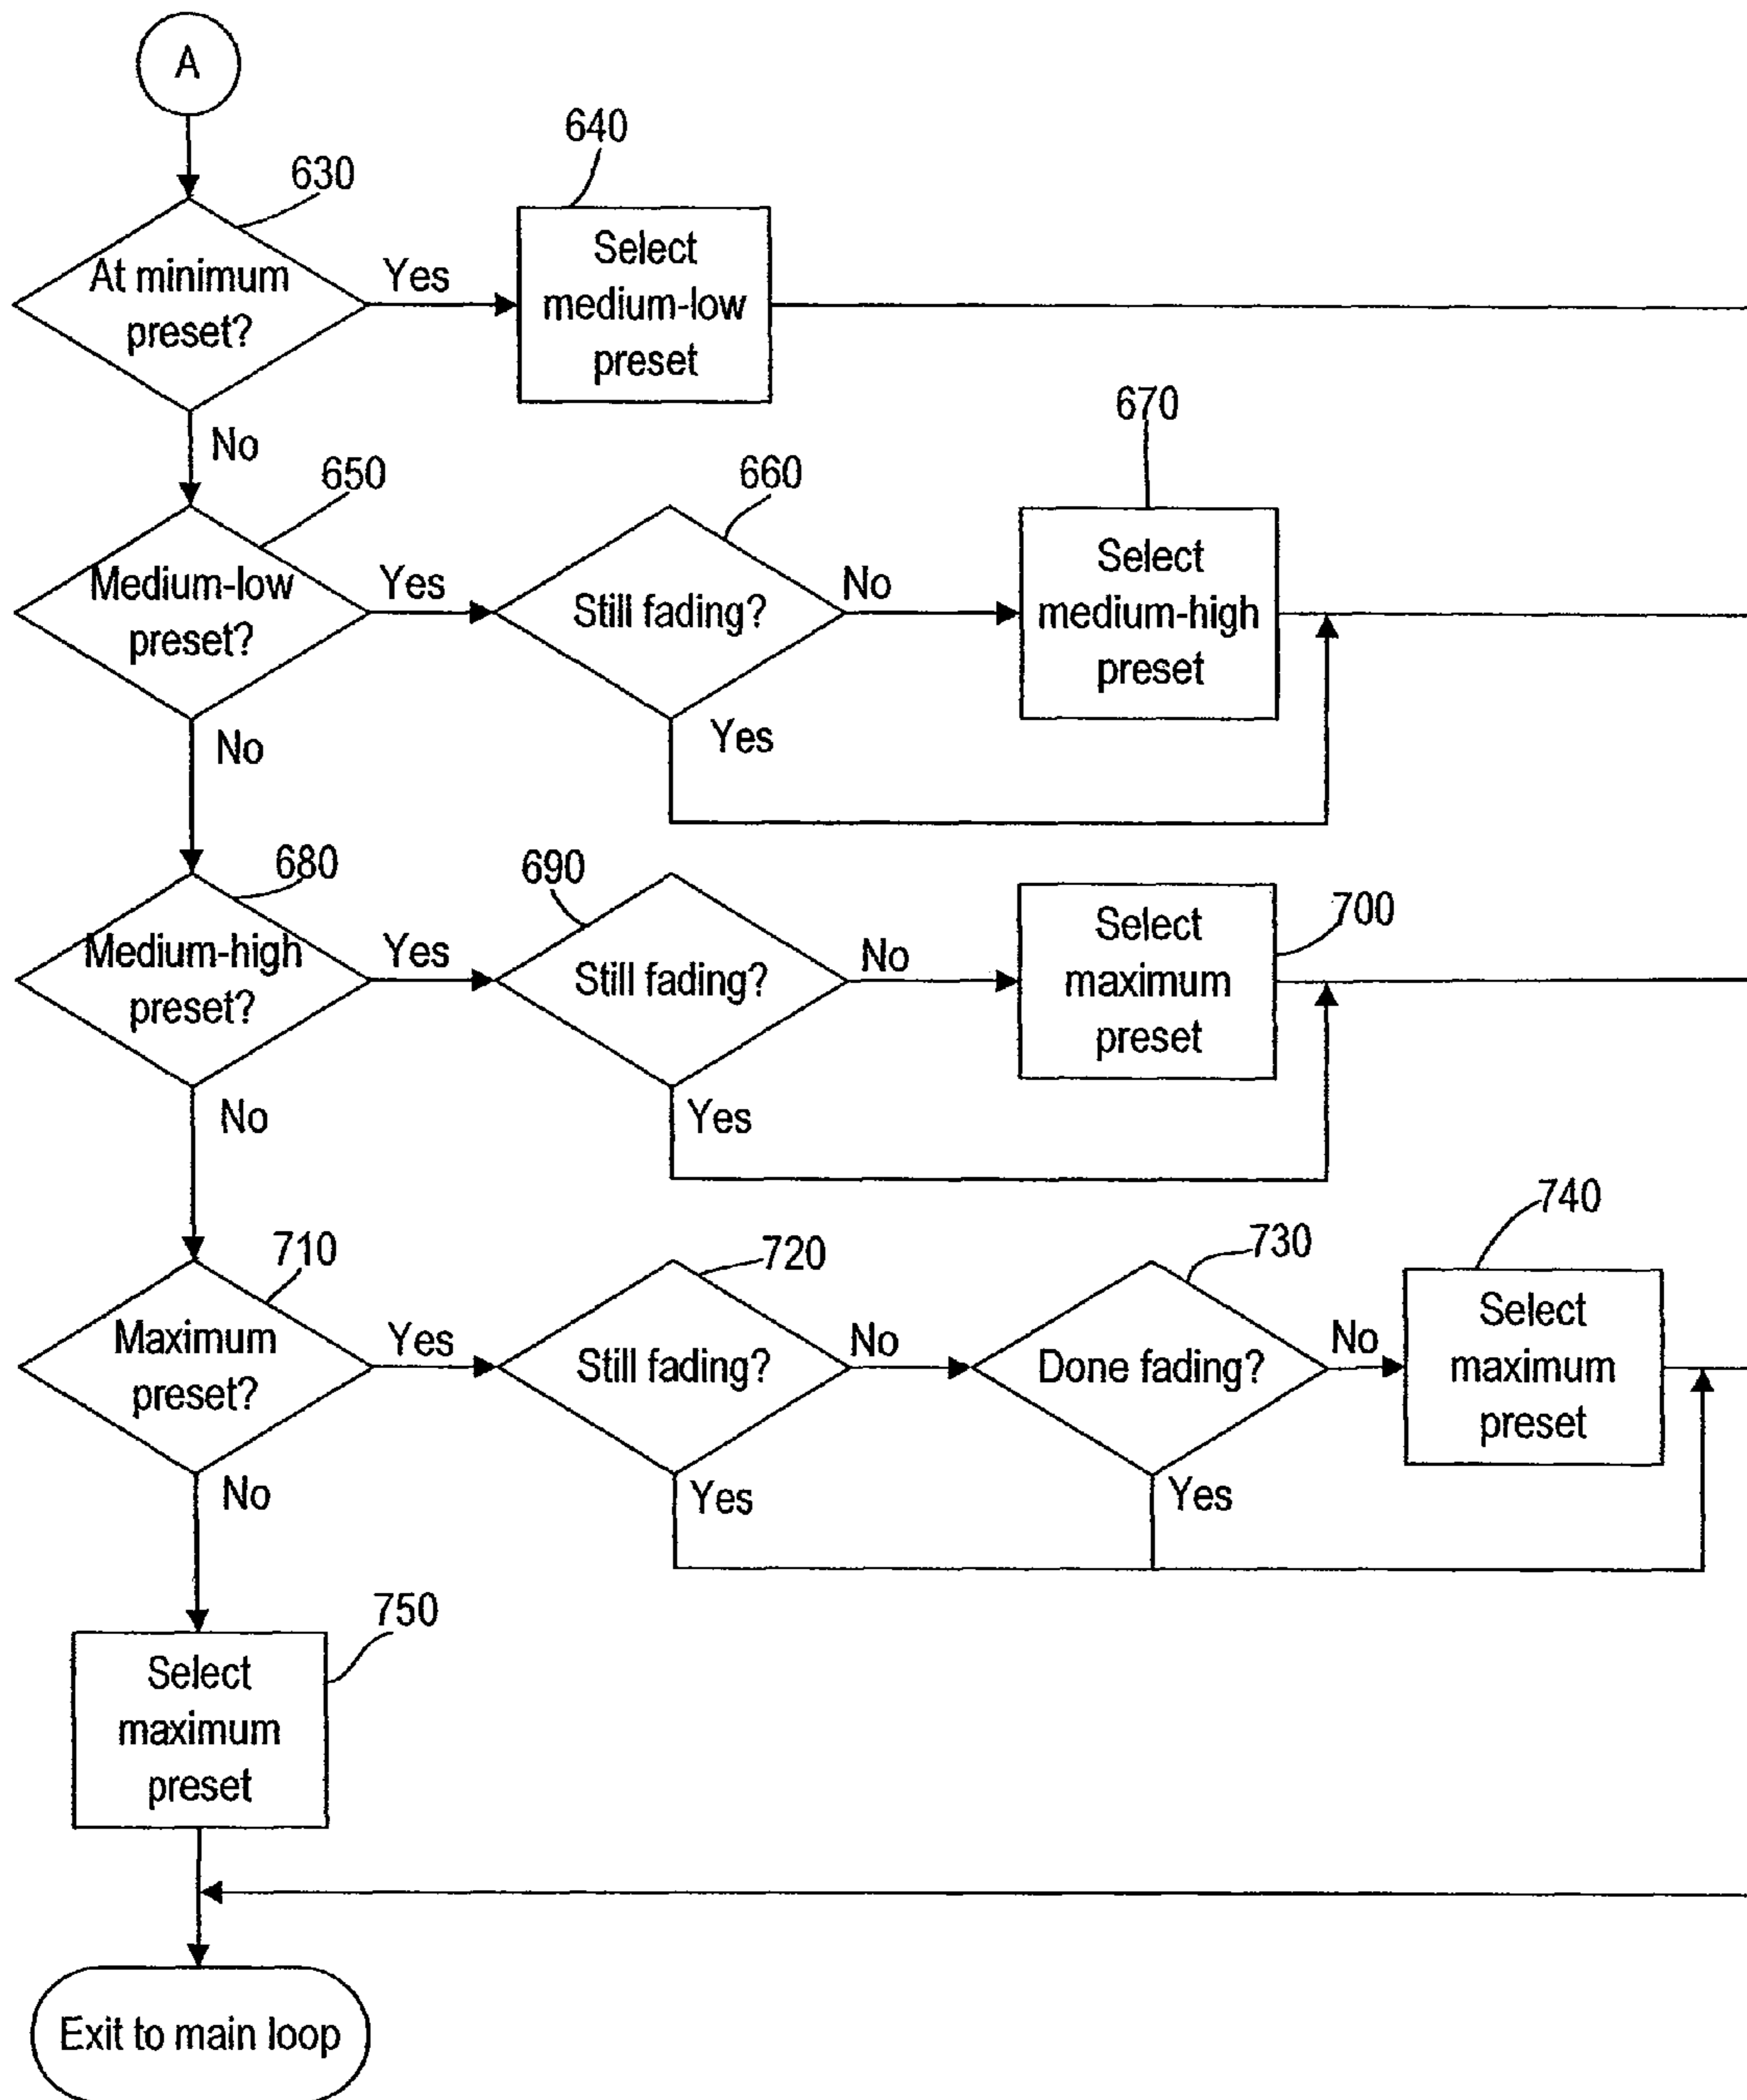 A
630
640
At minimum
preset?
Yes
Select
medium-low
preset
No
650
660
670
Medium-low
preset?
Yes
Still fading?
No
Select
medium-high
preset
Yes
No
680
690
700
Medium-high
preset?
Yes
Still fading?
No
Select
maximum
preset
Yes
No
710
720
730
740
Maximum
preset?
Yes
Still fading?
No
Done fading?
No
Select
maximum
preset
Yes
Yes
No
750
Select
maximum
preset
Exit to main loop